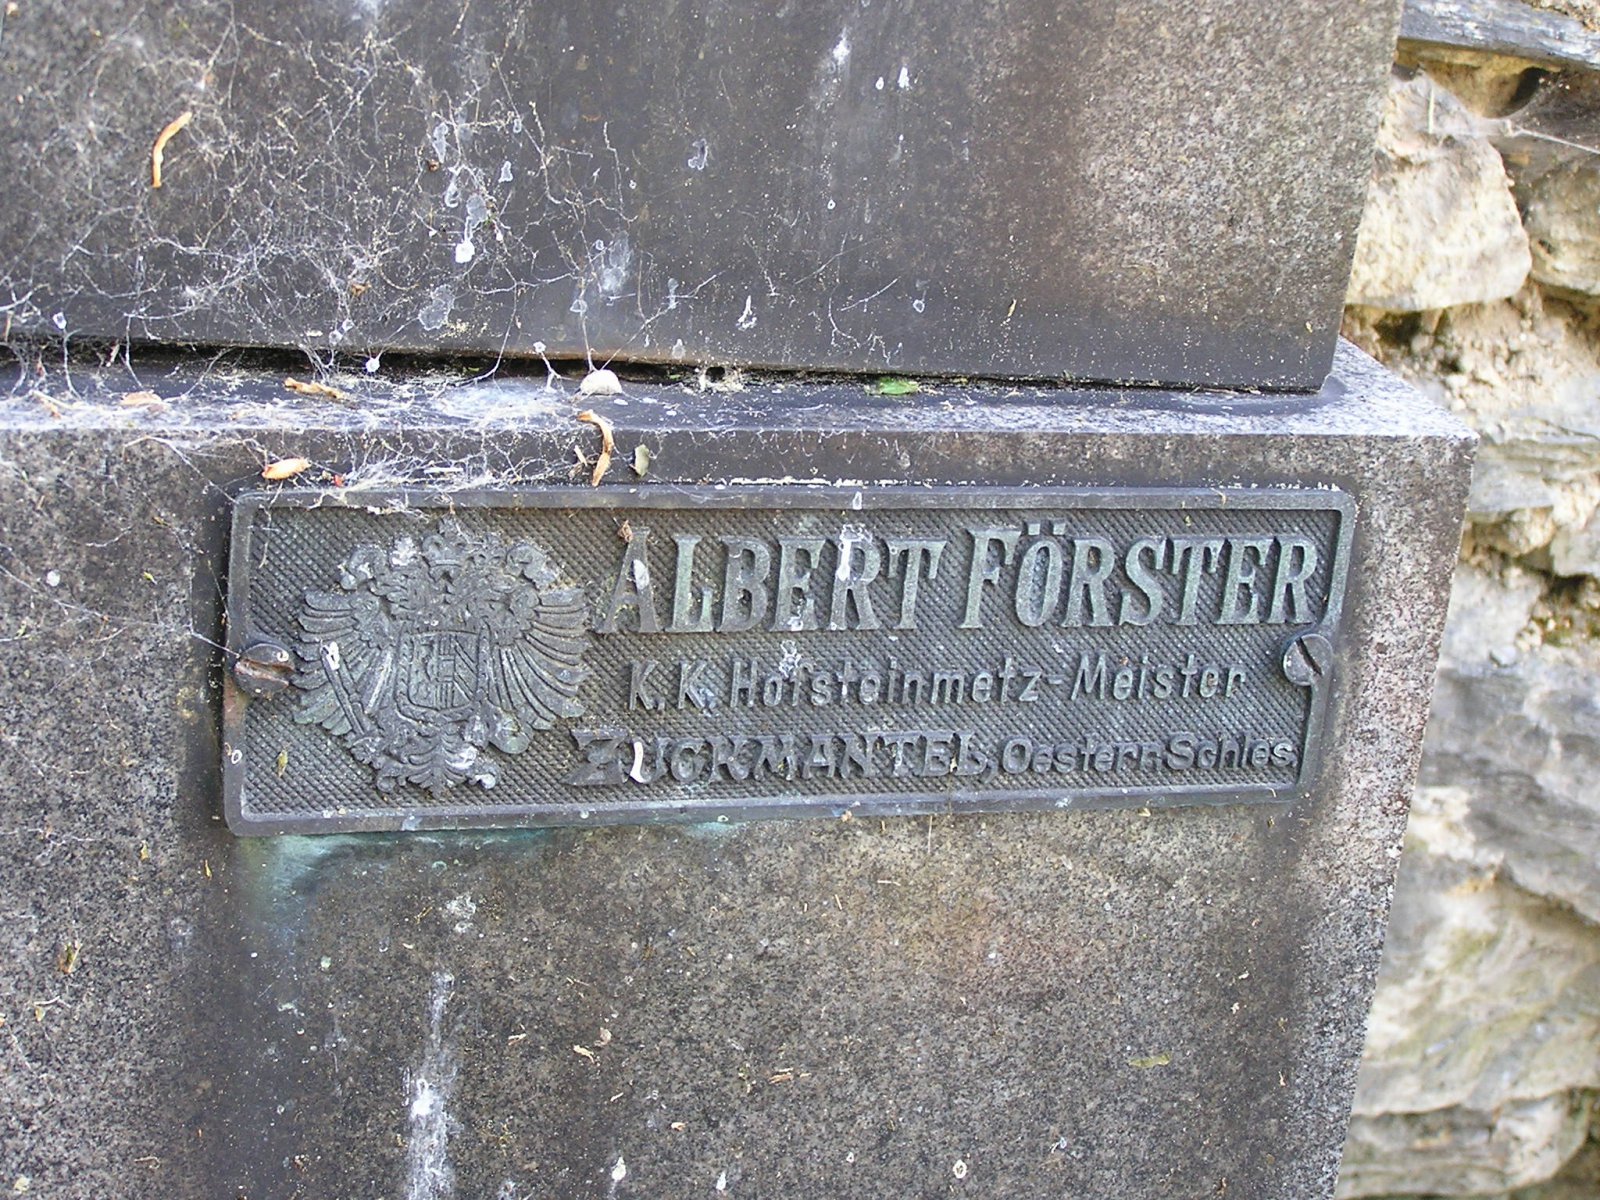 ALBERT FÖRSTER
K.K. Hofsteinmetz-Meister
ZUCKMANTEL, Oesterr. Schles.